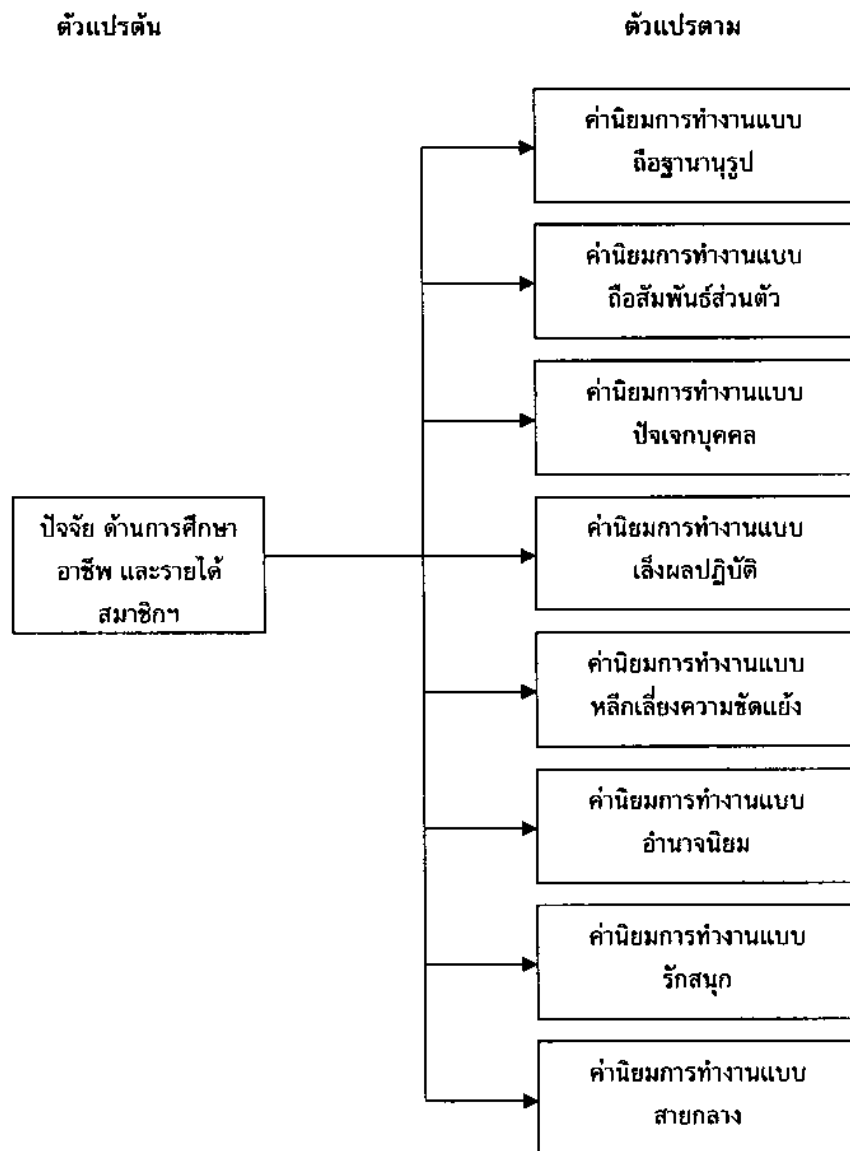 ตัวแปรต้น
ตัวแปรตาม
ค่านิยมการทำงานแบบ
ถือฐานานุรูป
ค่านิยมการทำงานแบบ
ถือสัมพันธ์ส่วนตัว
ค่านิยมการทำงานแบบ
ปัจเจกบุคคล
ปัจจัย ด้านการศึกษา
อาชีพ และรายได้
สมาชิกฯ
ค่านิยมการทำงานแบบ
เล็งผลปฏิบัติ
ค่านิยมการทำงานแบบ
หลีกเลี่ยงความขัดแย้ง
ค่านิยมการทำงานแบบ
อำนาจนิยม
ค่านิยมการทำงานแบบ
รักสนุก
ค่านิยมการทำงานแบบ
สายกลาง